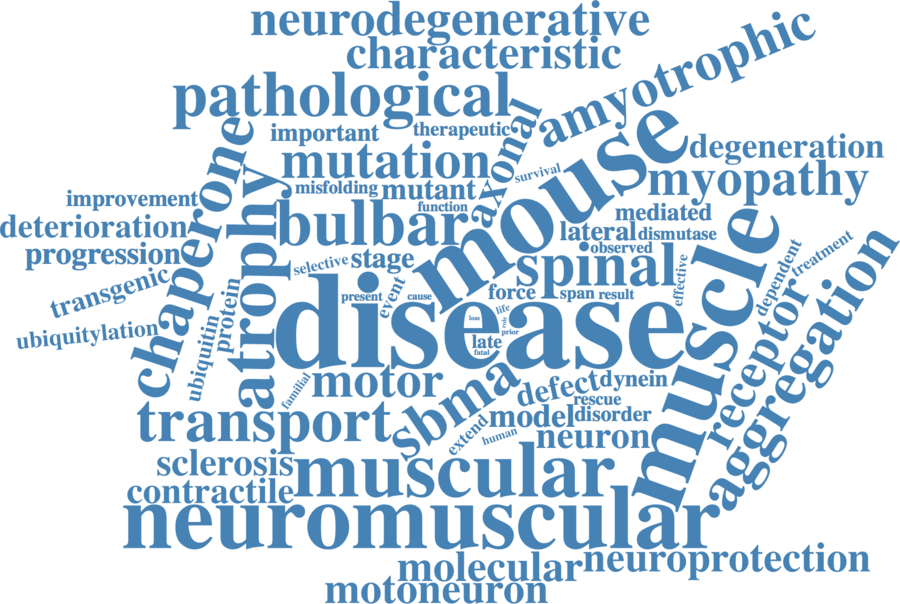 neurodegenerative
characteristic
amyotrophic
pathological
important
therapeutic
axonal
mutation
mouse
degeneration
survival
myopathy
misfolding
mutant
improvement
function
chaperone
atrophy
bulbar
mediated
deterioration
lateral
dismutase
progression
observed
selective
stage
spinal
muscle
effective
dependent
treatment
transgenic
protein
event
present
cause
disease
force
span
result
life
loss
role
prior
late
fatal
ubiquitylation
ubiquitin
receptor
aggregation
familial
motor
sbma
defect
dynein
rescue
transport
extend
model
disorder
human
neuron
sclerosis
muscular
contractile
neuromuscular
molecular
neuroprotection
motoneuron